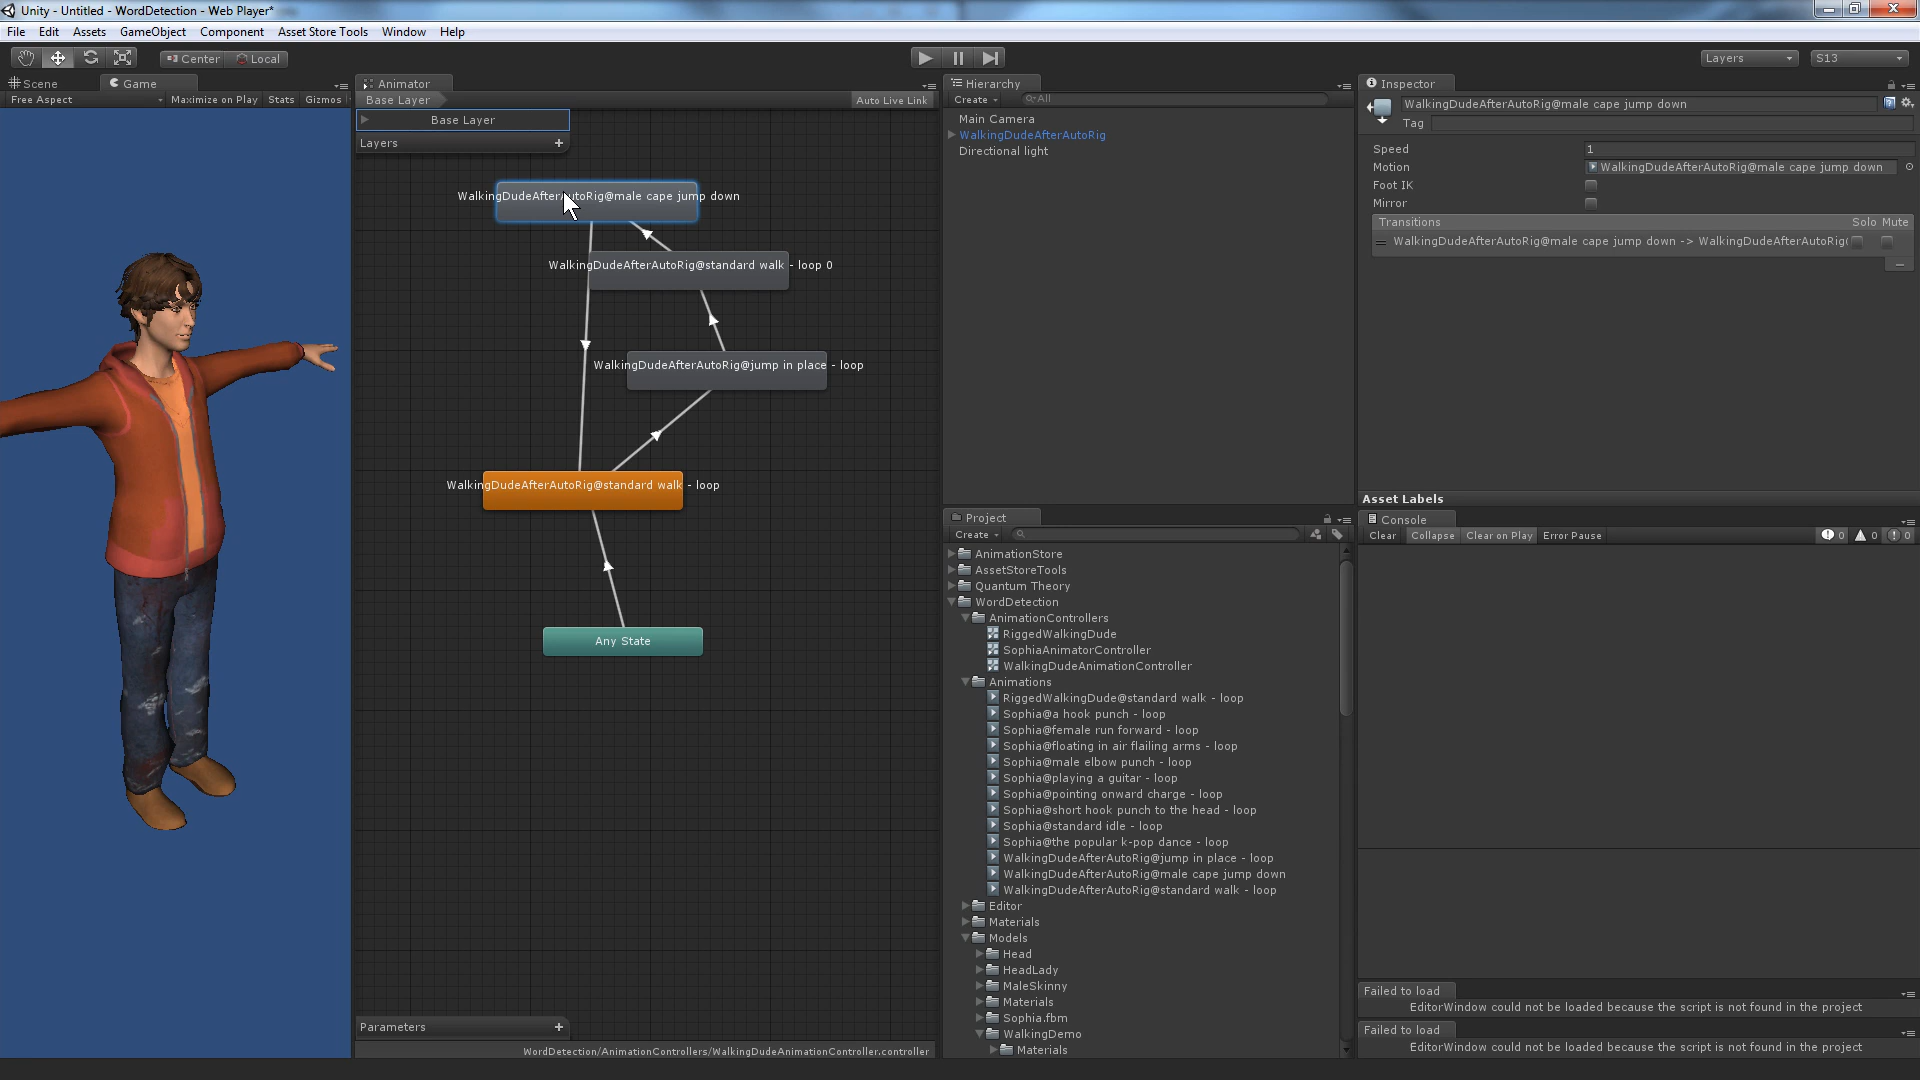 Unity - Untitled - WordDetection - Web Player*
File Edit Assets GameObject Component Asset Store Tools Window Help
Center Local Layers S13
Scene Game
Free Aspect Maximize on Play Stats Gizmos
Animator
Base Layer Auto Live Link
Base Layer
Layers +
WalkingDudeAfterAutoRig@male cape jump down
WalkingDudeAfterAutoRig@standard walk - loop 0
WalkingDudeAfterAutoRig@jump in place - loop
WalkingDudeAfterAutoRig@standard walk - loop
Any State
Parameters +
WordDetection/AnimationControllers/WalkingDudeAnimationController.controller
Hierarchy
Create All
Main Camera
WalkingDudeAfterAutoRig
Directional light
Project
Create
AnimationStore
AssetStoreTools
Quantum Theory
WordDetection
AnimationControllers
RiggedWalkingDude
SophiaAnimatorController
WalkingDudeAnimationController
Animations
RiggedWalkingDude@standard walk - loop
Sophia@a hook punch - loop
Sophia@female run forward - loop
Sophia@floating in air flailing arms - loop
Sophia@male elbow punch - loop
Sophia@playing a guitar - loop
Sophia@pointing onward charge - loop
Sophia@short hook punch to the head - loop
Sophia@standard idle - loop
Sophia@the popular k-pop dance - loop
WalkingDudeAfterAutoRig@jump in place - loop
WalkingDudeAfterAutoRig@male cape jump down
WalkingDudeAfterAutoRig@standard walk - loop
Editor
Materials
Models
Head
HeadLady
MaleSkinny
Materials
Sophia.fbm
WalkingDemo
Materials
Inspector
WalkingDudeAfterAutoRig@male cape jump down
Tag
Speed 1
Motion WalkingDudeAfterAutoRig@male cape jump down
Foot IK
Mirror
Transitions Solo Mute
WalkingDudeAfterAutoRig@male cape jump down -> WalkingDudeAfterAutoRig(
Asset Labels
Console
Clear Collapse Clear on Play Error Pause 0 0 0
Failed to load
EditorWindow could not be loaded because the script is not found in the project
Failed to load
EditorWindow could not be loaded because the script is not found in the project